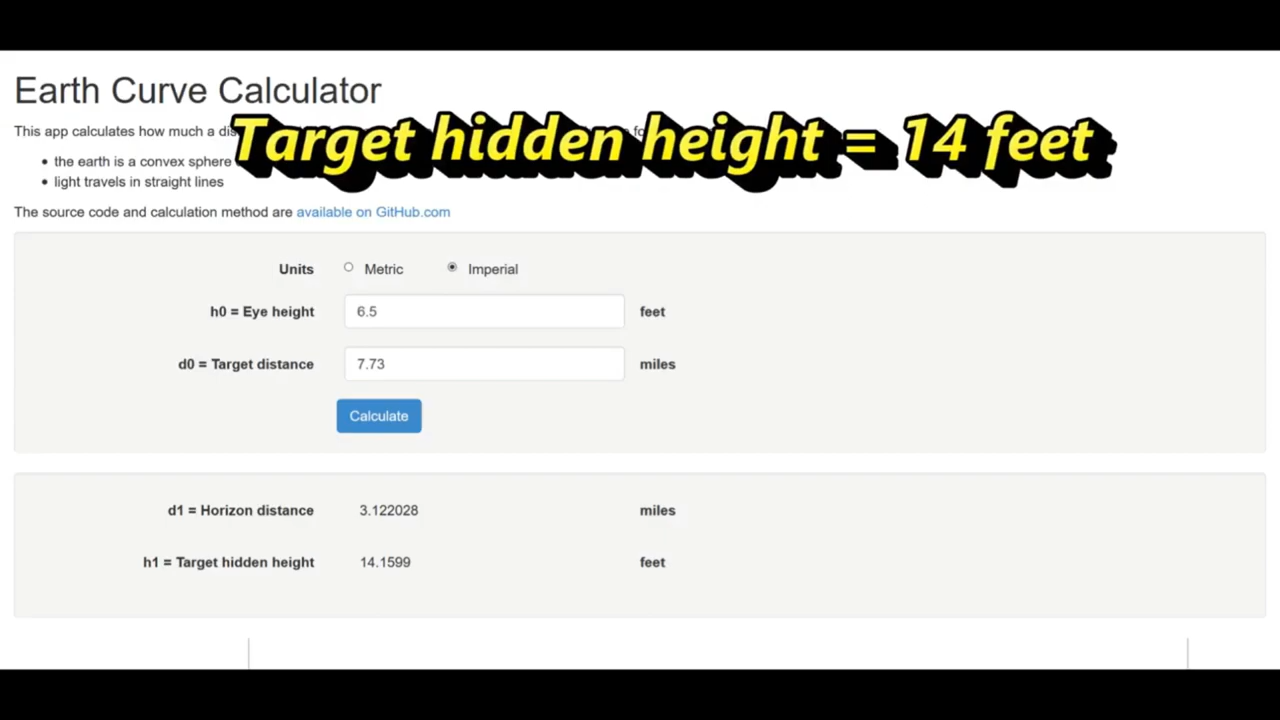 Earth Curve Calculator
Target hidden height = 14 feet
This app calculates how much a
the earth is a convex sphere
light travels in straight lines
The source code and calculation method are available on GitHub.com
Units Metric Imperial
h0 = Eye height 6.5 feet
d0 = Target distance 7.73 miles
Calculate
d1 = Horizon distance 3.122028 miles
h1 = Target hidden height 14.1599 feet